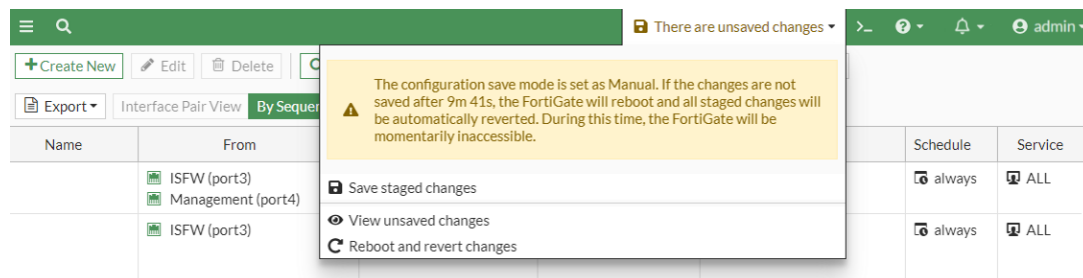 There are unsaved changes
>_
admin
Create New
Edit
Delete
The configuration save mode is set as Manual. If the changes are not
saved after 9m 41s, the FortiGate will reboot and all staged changes will
be automatically reverted. During this time, the FortiGate will be
momentarily inaccessible.
Export
Interface Pair View
By Sequen
Name
From
Schedule
Service
Save staged changes
ISFW (port3)
Management (port4)
always
ALL
View unsaved changes
Reboot and revert changes
ISFW (port3)
always
ALL